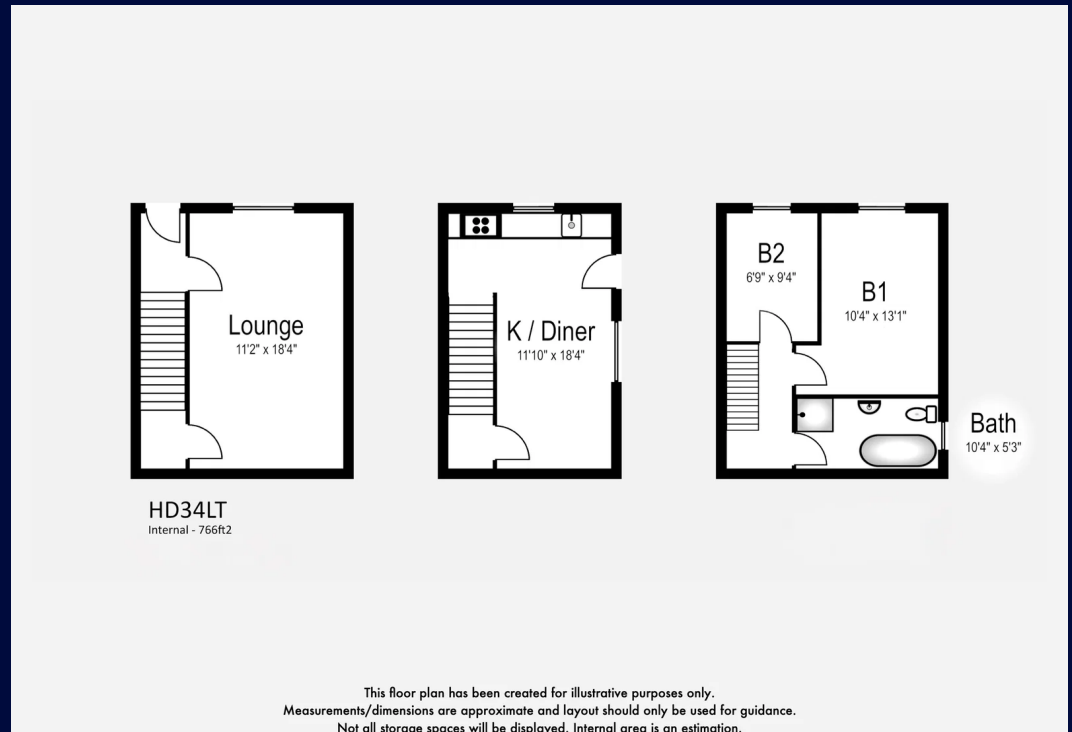 Lounge
11'2" x 18'4"
K / Diner
11'10" x 18'4"
B2
6'9" x 9'4"
B1
10'4" x 13'1"
Bath
10'4" x 5'3"
HD34LT
Internal - 766ft2
This floor plan has been created for illustrative purposes only.
Measurements/dimensions are approximate and layout should only be used for guidance.
Not all storage spaces will be displayed. Internal area is an estimation.